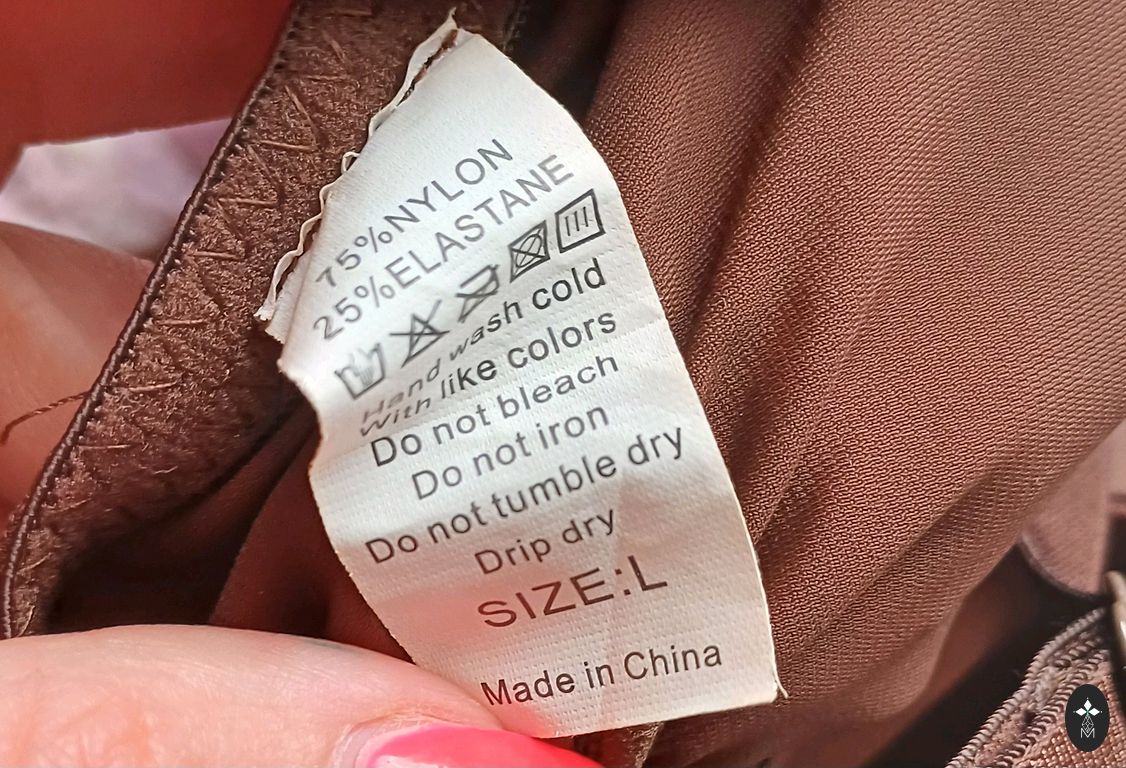 75%NYLON
25%ELASTANE
Hand wash cold
With like colors
Do not bleach
Do not iron
Do not tumble dry
Drip dry
SIZE:L
Made in China
M